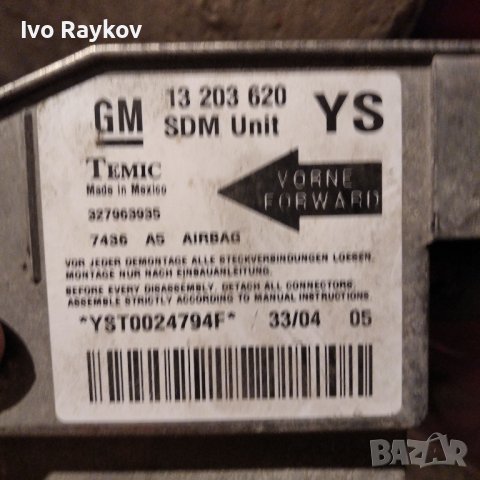 Ivo Raykov
GM 13 203 620 YS
SDM Unit
TEMIC
Made in Mexico
VORNE
FORWARD
327963935
7436 A5 AIRBAG
VOR JEDER DEMONTAGE ALLE STECKVERBINDUNGEN LOESEN.
MONTAGE NUR NACH EINBAUANLEITUNG.
BEFORE EVERY DISASSEMBLY, DETACH ALL CONNECTORS.
ASSEMBLE STRICTLY ACCORDING TO MANUAL INSTRUCTIONS
*YST0024794F* 33/04 05
BAZAR
bg